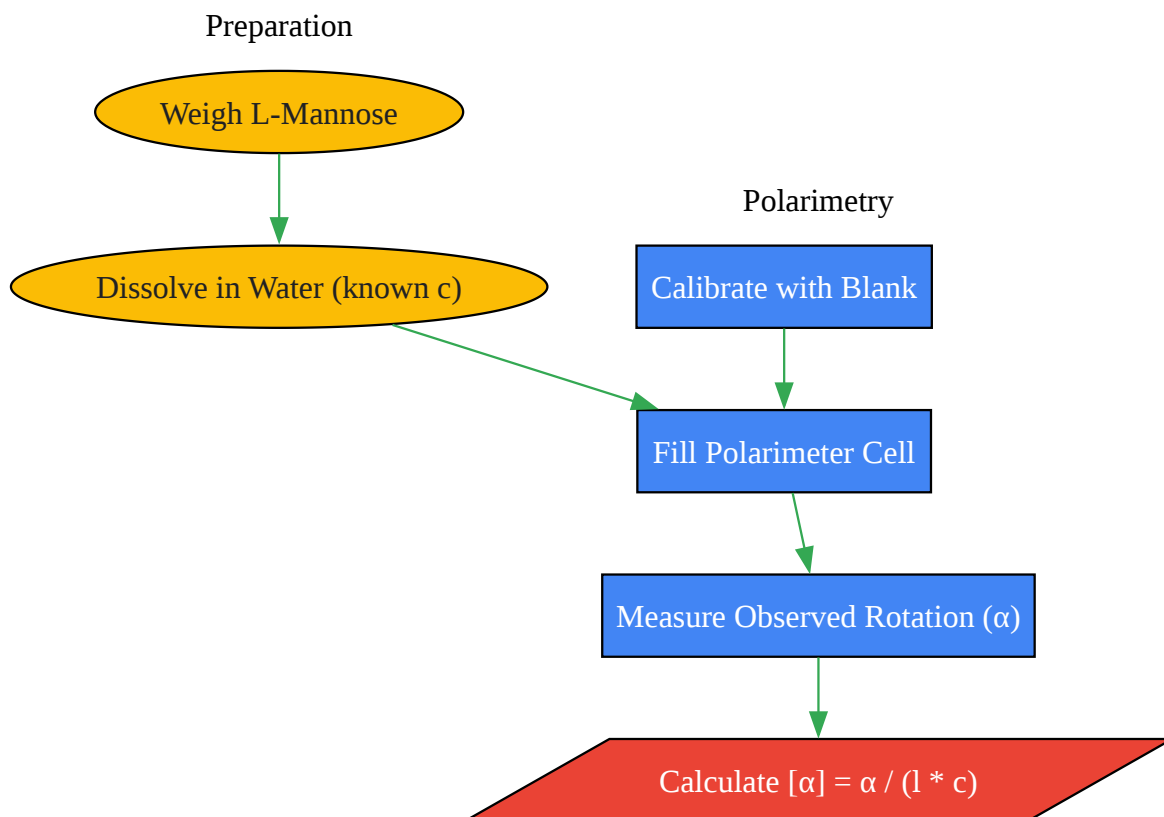 Preparation
Weigh L-Mannose
Polarimetry
Dissolve in Water (known c)
Calibrate with Blank
Fill Polarimeter Cell
Measure Observed Rotation (α)
Calculate [α] = α / (l * c)